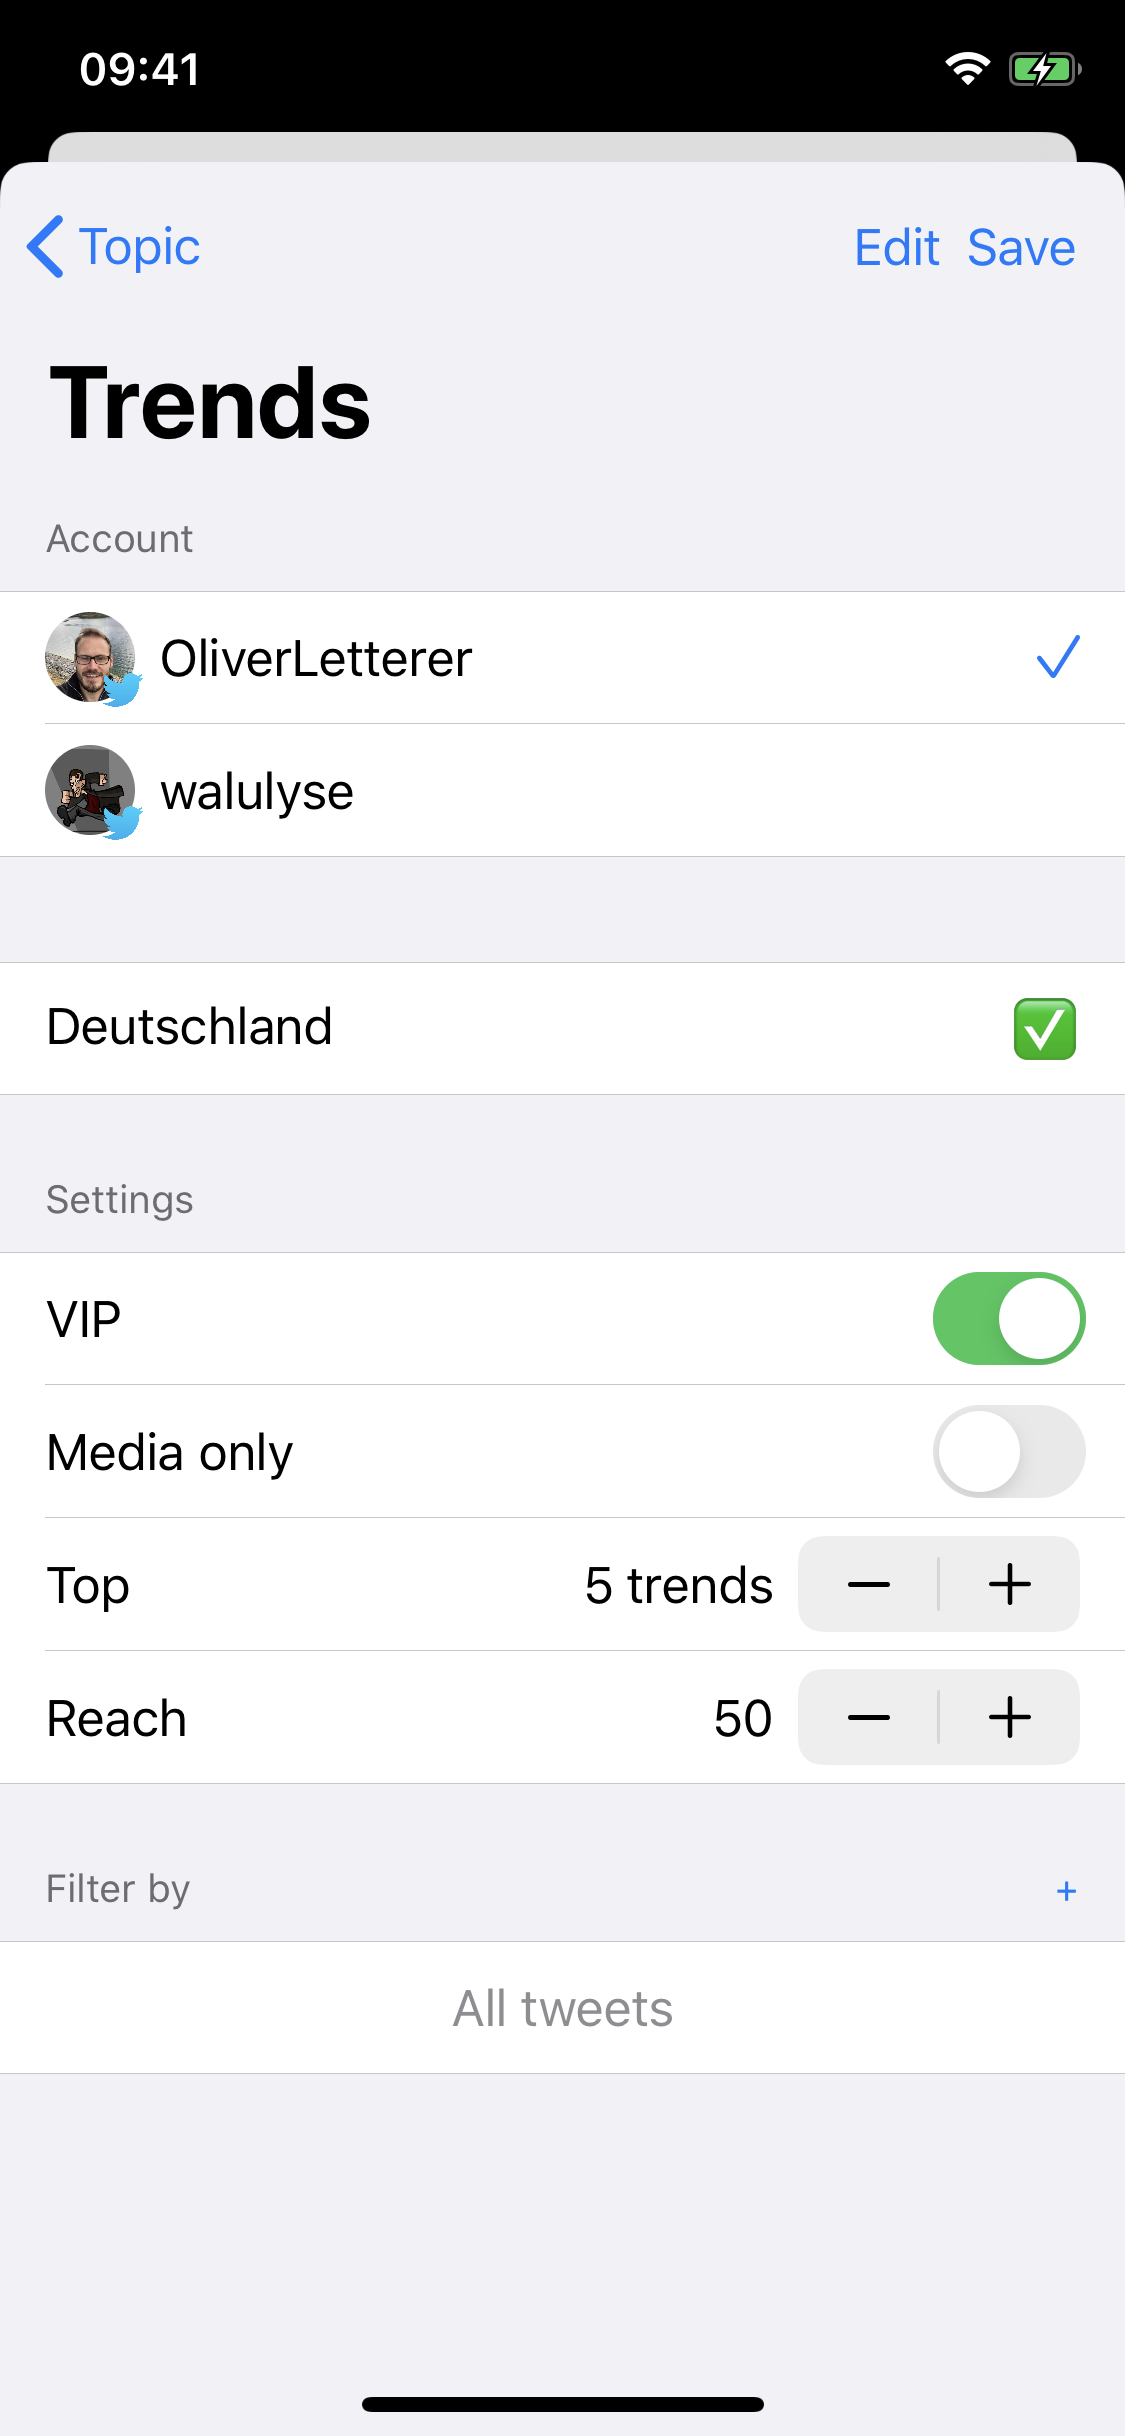 09:41
Topic Edit Save
Trends
Account
OliverLetterer
walulyse
Deutschland
Settings
VIP
Media only
Top 5 trends − +
Reach 50 − +
Filter by +
All tweets